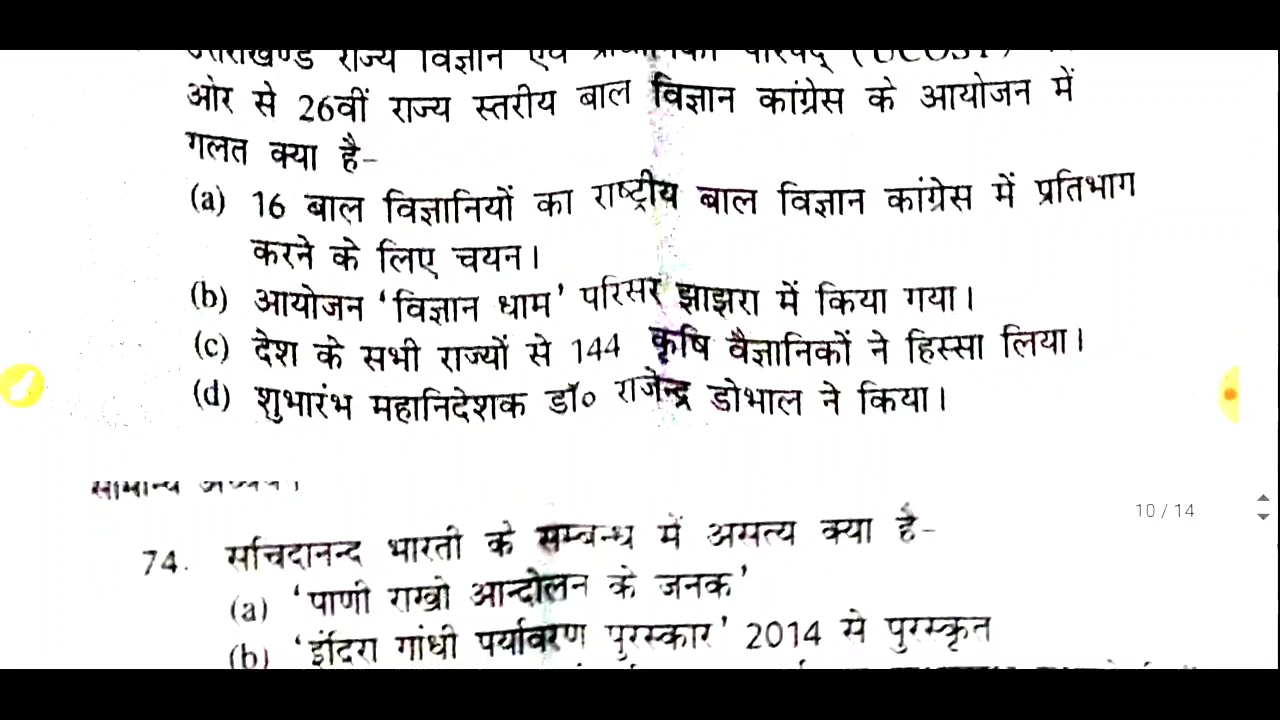 राज्य विज्ञान एवं
ओर से 26वीं राज्य स्तरीय बाल विज्ञान कांग्रेस के आयोजन में
गलत क्या है-
(a) 16 बाल विज्ञानियों का राष्ट्रीय बाल विज्ञान कांग्रेस में प्रतिभाग
करने के लिए चयन।
(b) आयोजन ‘विज्ञान धाम’ परिसर झाझरा में किया गया।
(c) देश के सभी राज्यों से 144 कृषि वैज्ञानिकों ने हिस्सा लिया।
(d) शुभारंभ महानिदेशक डॉ० राजेन्द्र डोभाल ने किया।
सामान्य
10 / 14
74. सचिदानन्द भारती के सम्बन्ध में असत्य क्या है-
(a) ‘पाणी राखो आन्दोलन के जनक’
(b) ‘इंदिरा गांधी पर्यावरण पुरस्कार’ 2014 से पुरस्कृत